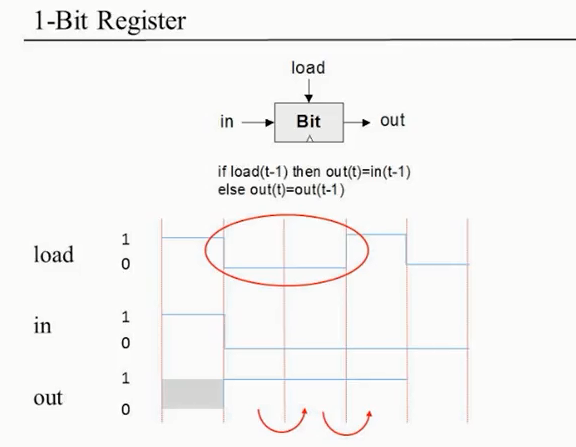 1-Bit Register
load
in Bit out
if load(t-1) then out(t)=in(t-1)
else out(t)=out(t-1)
load 1
0
in 1
0
out 1
0